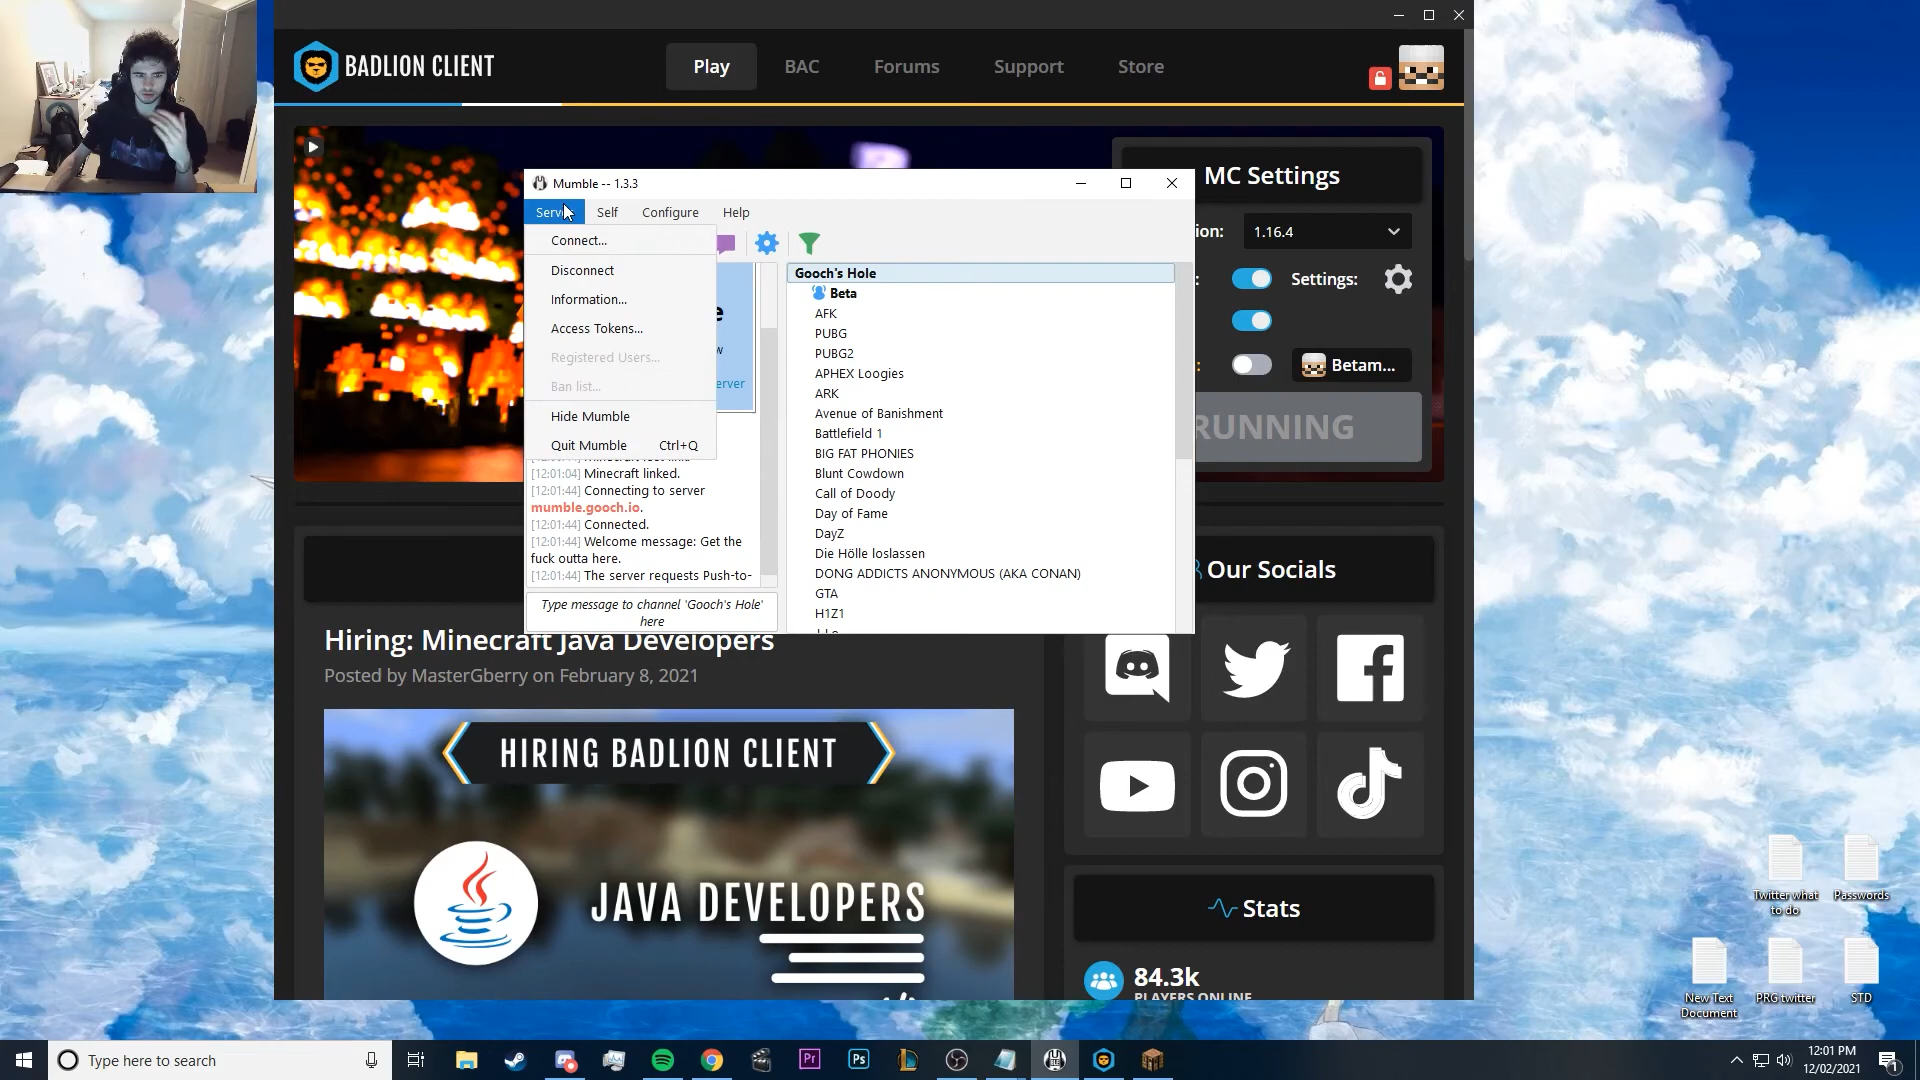 BADLION CLIENT
Play
BAC
Forums
Support
Store
MC Settings
ion:
1.16.4
Settings:
Betam...
RUNNING
Mumble -- 1.3.3
Self
Configure
Help
Connect...
Disconnect
Information...
Access Tokens...
Registered Users...
Ban list...
Hide Mumble
Quit Mumble Ctrl+Q
erver
[12:01:04] Minecraft linked.
[12:01:44] Connecting to server
mumble.gooch.io.
[12:01:44] Connected.
[12:01:44] Welcome message: Get the
fuck outta here.
[12:01:44] The server requests Push-to-
Type message to channel 'Gooch's Hole'
here
Gooch's Hole
Beta
AFK
PUBG
PUBG2
APHEX Loogies
ARK
Avenue of Banishment
Battlefield 1
BIG FAT PHONIES
Blunt Cowdown
Call of Doody
Day of Fame
DayZ
Die Hölle loslassen
DONG ADDICTS ANONYMOUS (AKA CONAN)
GTA
H1Z1
Our Socials
Hiring: Minecraft Java Developers
Posted by MasterGberry on February 8, 2021
HIRING BADLION CLIENT
JAVA DEVELOPERS
Stats
84.3k
PLAYERS ONLINE
Twitter what
to do
Passwords
New Text
Document
PRG twitter
STD
Type here to search
Pr
Ps
12:01 PM
12/02/2021
1